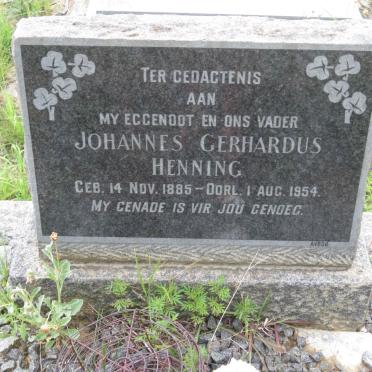 TER GEDAGTENIS
AAN
MY EGGENOOT EN ONS VADER
JOHANNES GERHARDUS
HENNING
GEB. 14 NOV. 1885 – OORL. 1 AUG. 1954.
MY GENADE IS VIR JOU GENOEG.